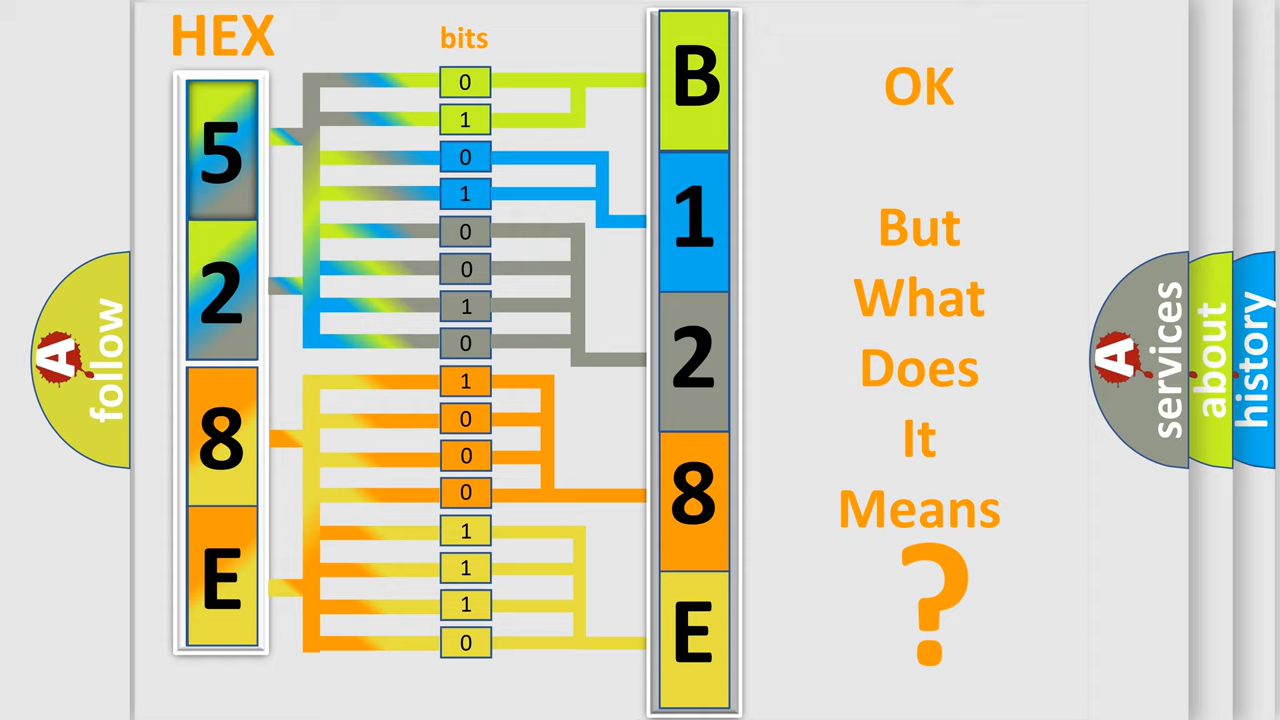 HEX
5
2
8
E
bits
0
1
0
1
0
0
1
0
1
0
0
0
1
1
1
0
B
1
2
8
E
OK
But
What
Does
It
Means
?
A
follow
A
services
about
history